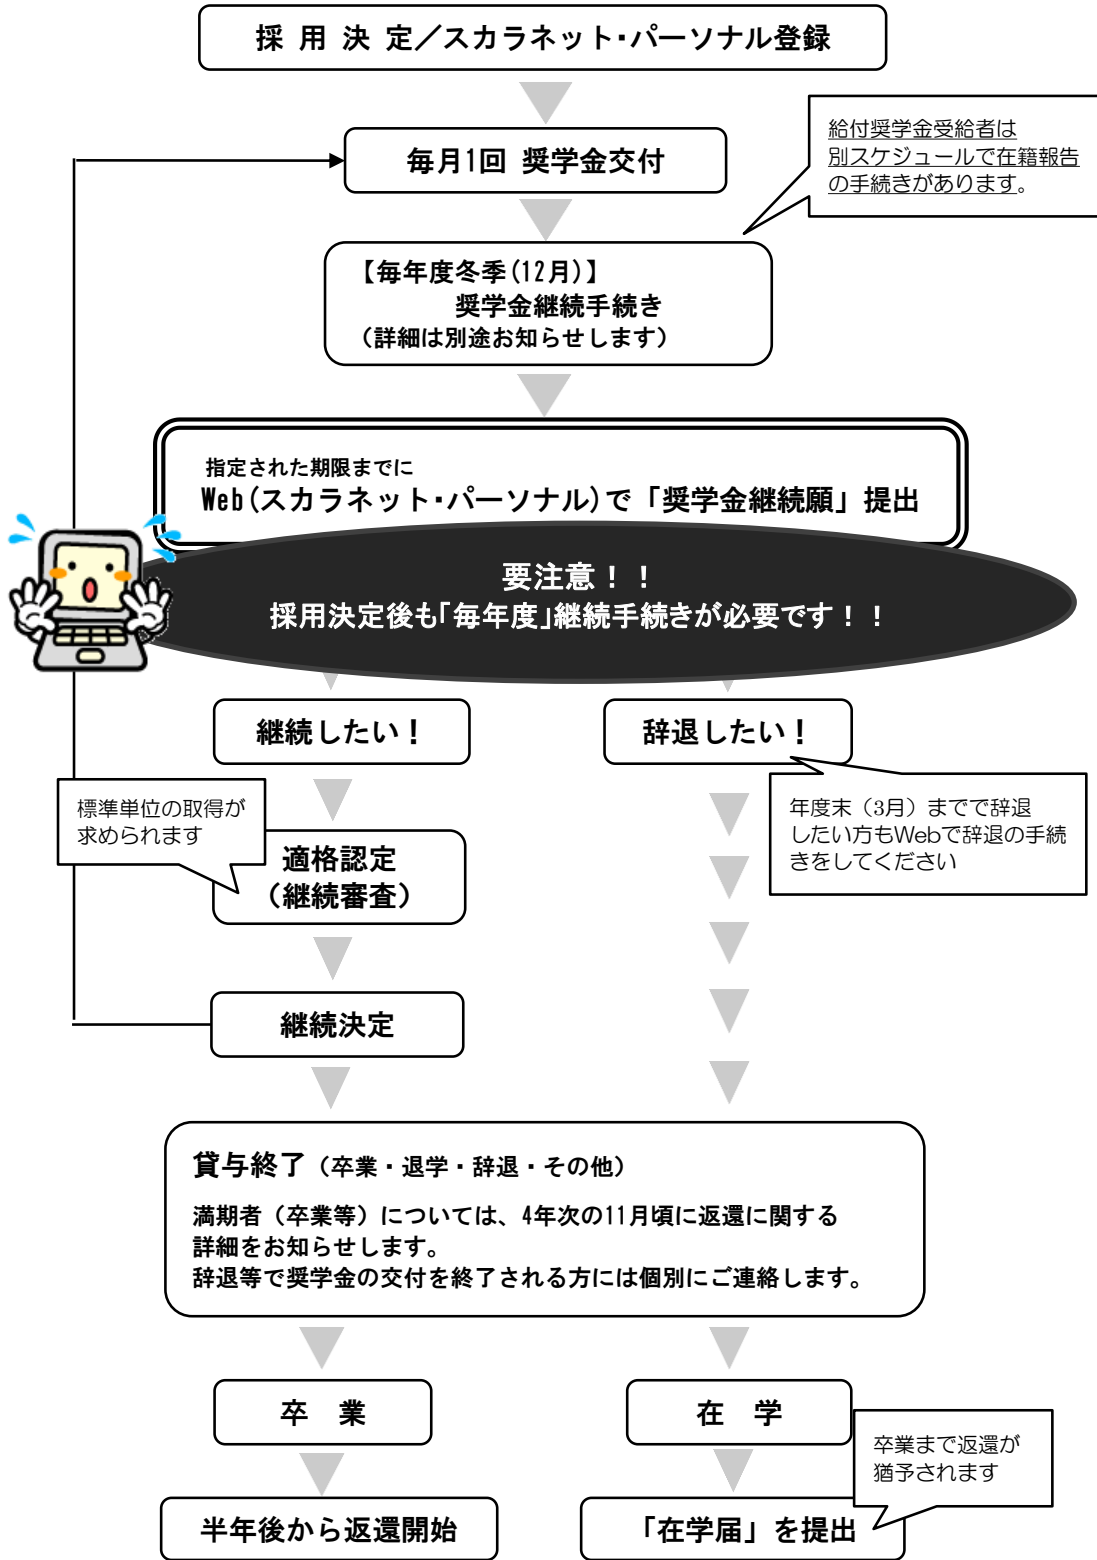 採 用 決 定／スカラネット・パーソナル登録
毎月1回 奨学金交付
給付奨学金受給者は
別スケジュールで在籍報告
の手続きがあります。
【毎年度冬季(12月)】
奨学金継続手続き
（詳細は別途お知らせします）
指定された期限までに
Web(スカラネット・パーソナル)で「奨学金継続願」提出
要注意！！
採用決定後も「毎年度」継続手続きが必要です！！
継続したい！
辞退したい！
標準単位の取得が
求められます
年度末（3月）までで辞退
したい方もWebで辞退の手続
きをしてください
適格認定
（継続審査）
継続決定
貸与終了（卒業・退学・辞退・その他）
満期者（卒業等）については、4年次の11月頃に返還に関する
詳細をお知らせします。
辞退等で奨学金の交付を終了される方には個別にご連絡します。
卒　業
在　学
卒業まで返還が
猶予されます
半年後から返還開始
「在学届」を提出